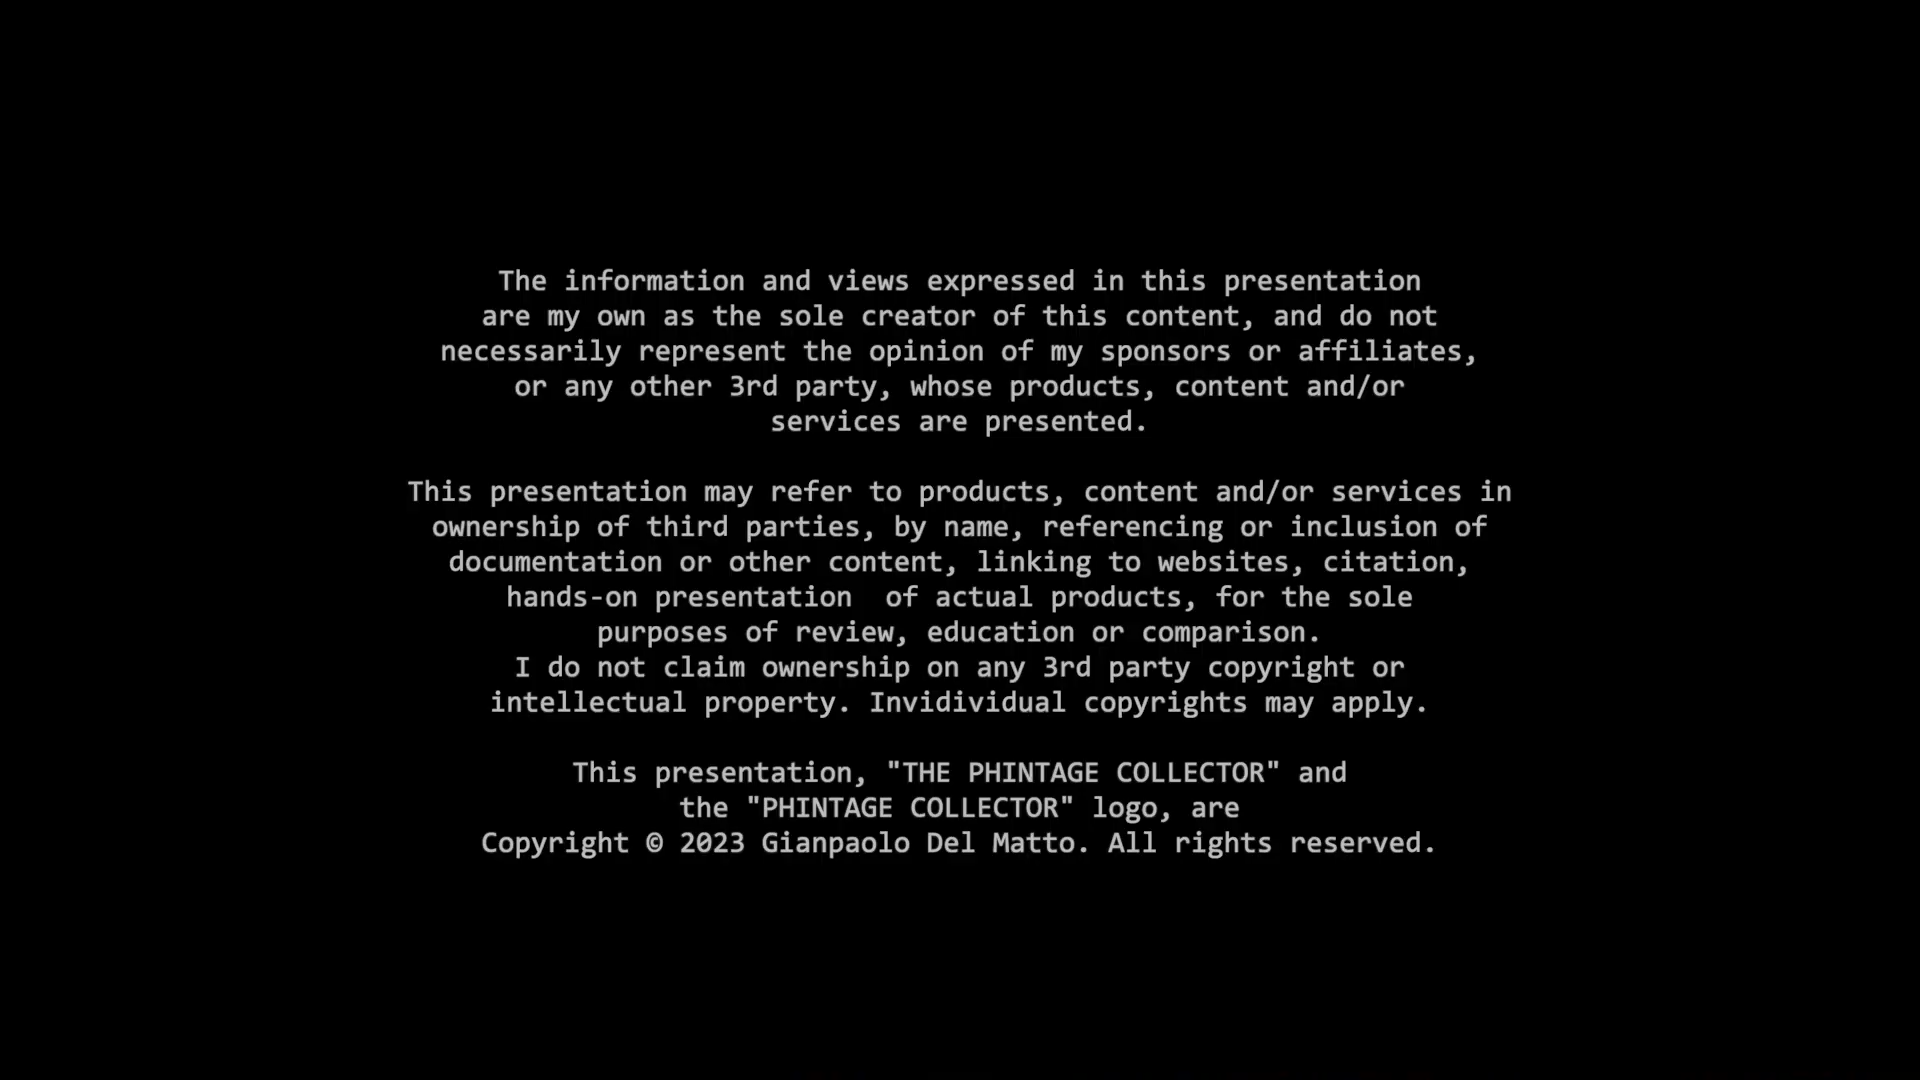 The information and views expressed in this presentation
are my own as the sole creator of this content, and do not
necessarily represent the opinion of my sponsors or affiliates,
or any other 3rd party, whose products, content and/or
services are presented.
This presentation may refer to products, content and/or services in
ownership of third parties, by name, referencing or inclusion of
documentation or other content, linking to websites, citation,
hands-on presentation  of actual products, for the sole
purposes of review, education or comparison.
I do not claim ownership on any 3rd party copyright or
intellectual property. Invidividual copyrights may apply.
This presentation, "THE PHINTAGE COLLECTOR" and
the "PHINTAGE COLLECTOR" logo, are
Copyright © 2023 Gianpaolo Del Matto. All rights reserved.